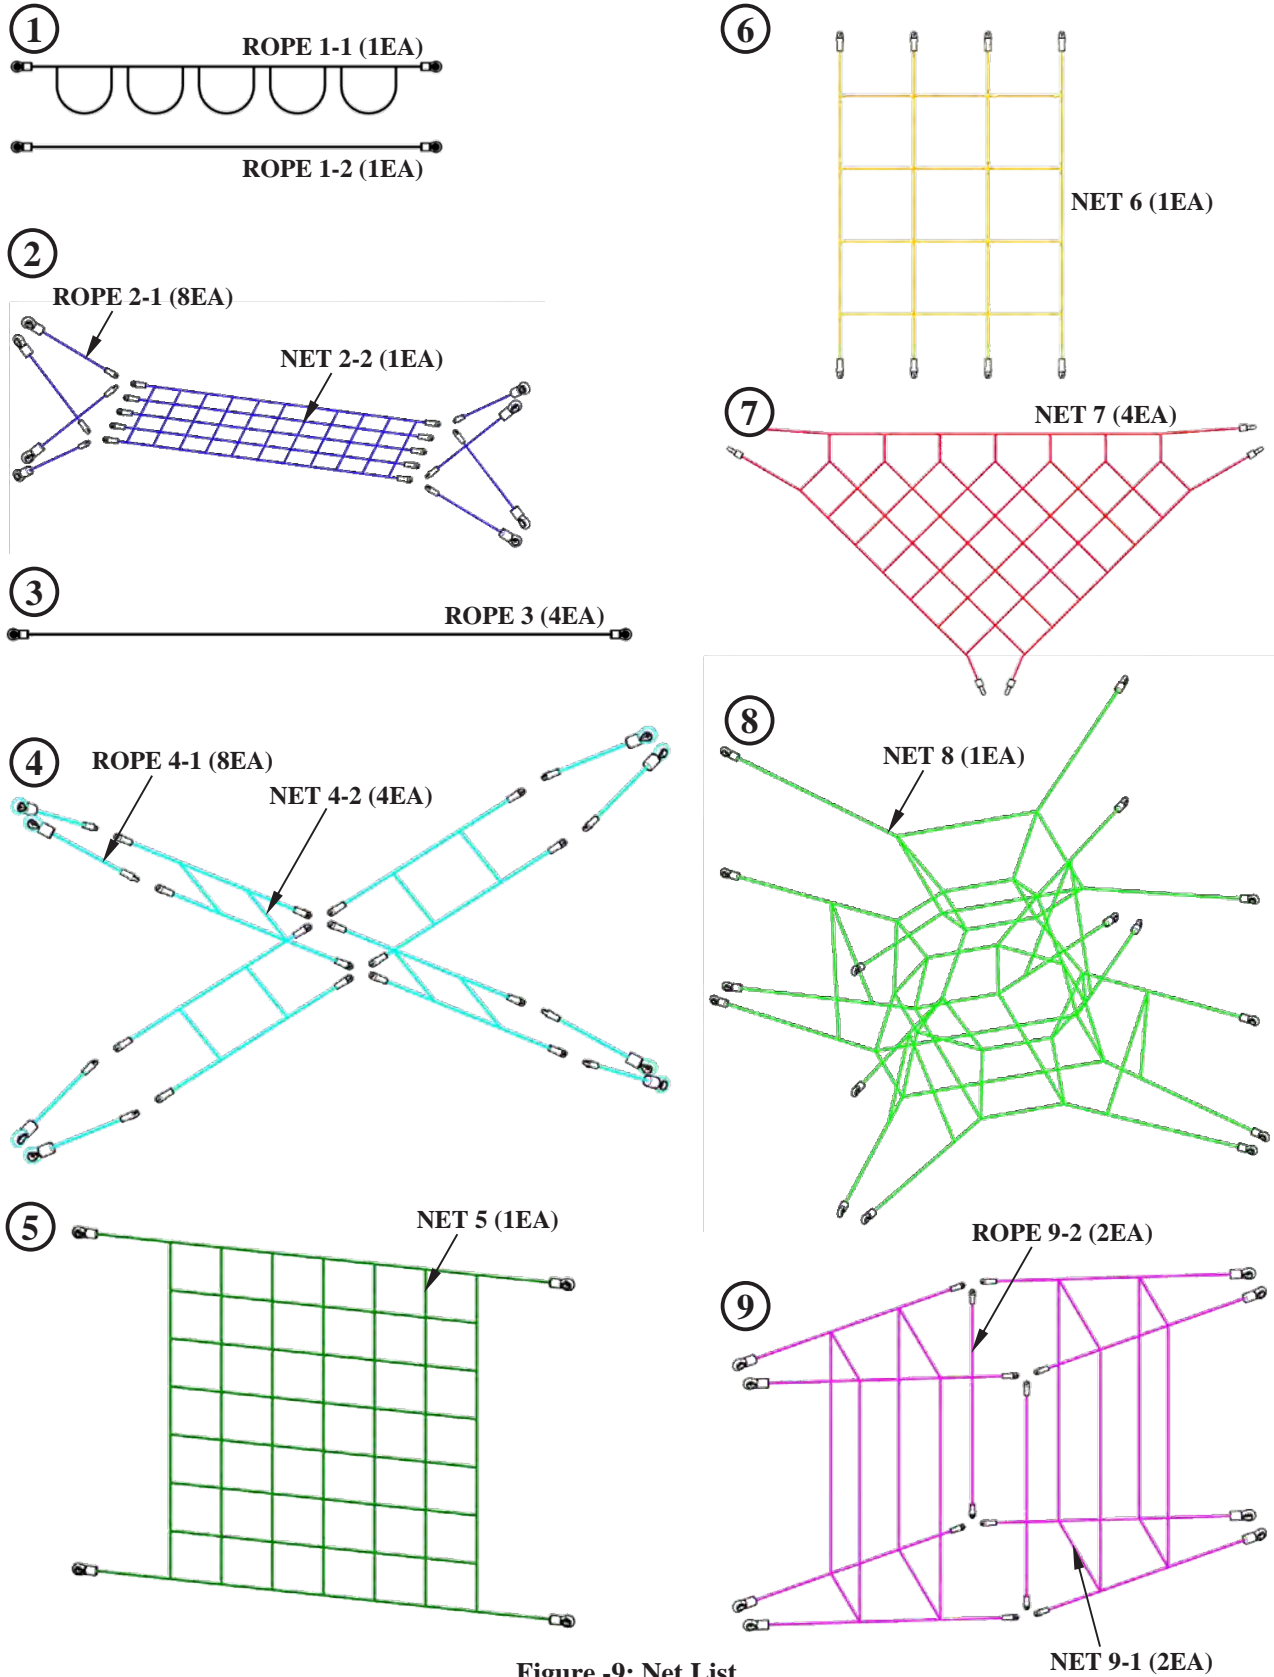 1
ROPE 1-1 (1EA)
ROPE 1-2 (1EA)
2
ROPE 2-1 (8EA)
NET 2-2 (1EA)
3
ROPE 3 (4EA)
4
ROPE 4-1 (8EA)
NET 4-2 (4EA)
5
NET 5 (1EA)
6
NET 6 (1EA)
7
NET 7 (4EA)
8
NET 8 (1EA)
9
ROPE 9-2 (2EA)
NET 9-1 (2EA)
Figure -9: Net List